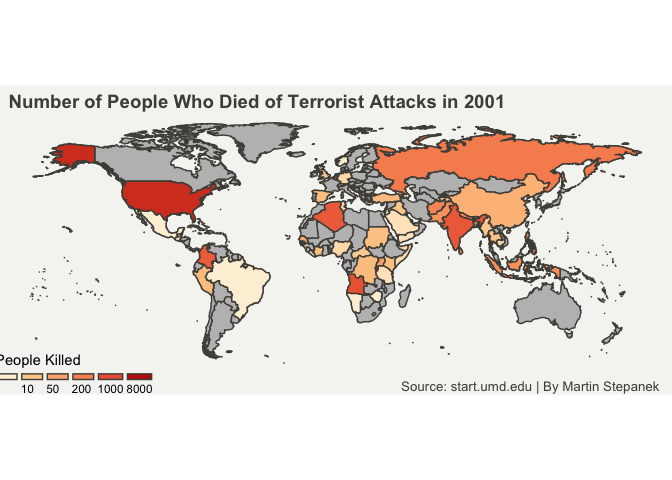 Number of People Who Died of Terrorist Attacks in 2001
People Killed
10 50 200 1000 8000
Source: start.umd.edu | By Martin Stepanek